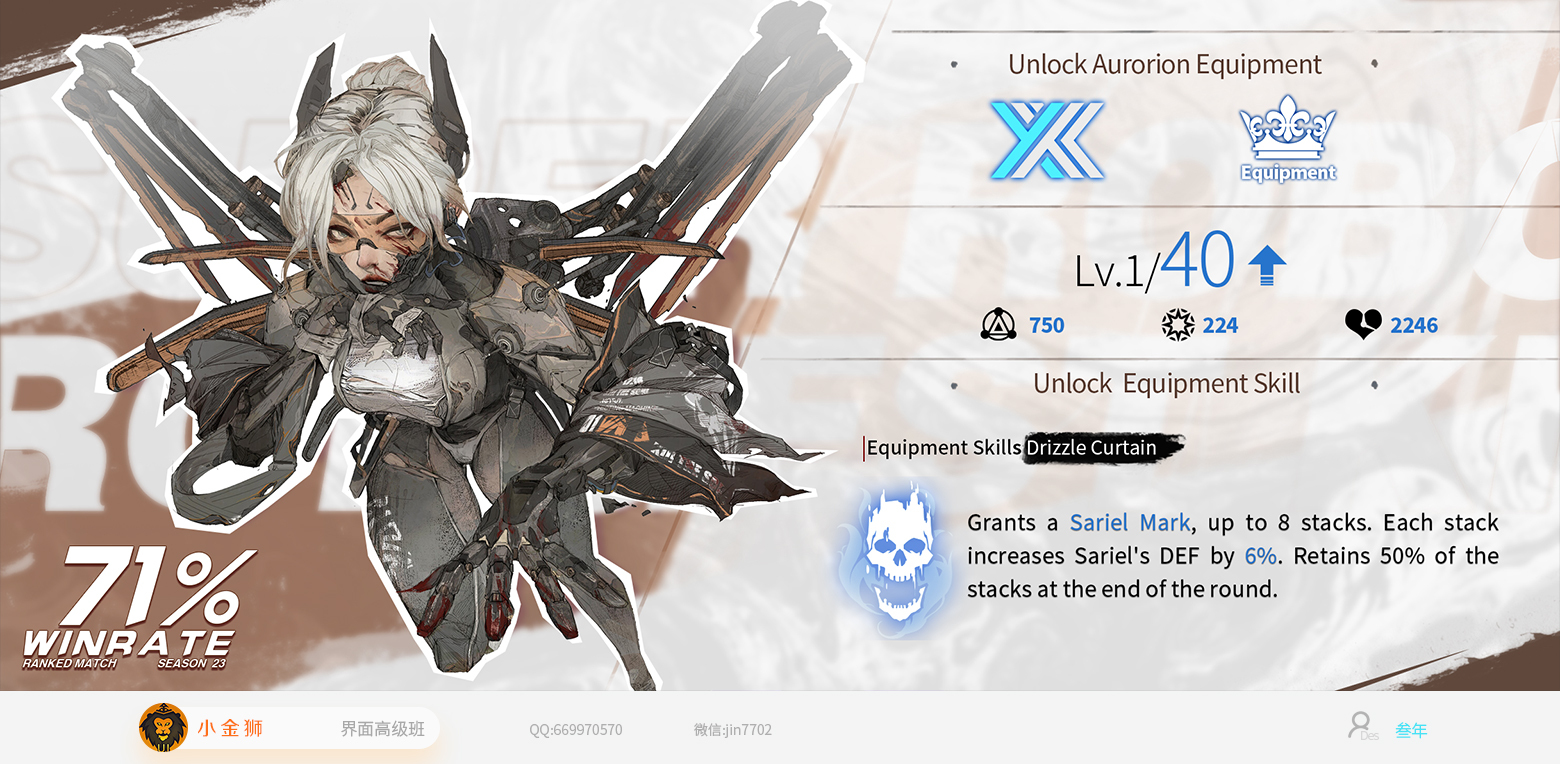 Unlock Aurorion Equipment
Equipment
Lv.1/40
750
224
2246
Unlock Equipment Skill
Equipment Skills Drizzle Curtain
Grants a Sariel Mark, up to 8 stacks. Each stack
increases Sariel's DEF by 6%. Retains 50% of the
stacks at the end of the round.
71%
WINRATE
RANKED MATCH SEASON 23
小金狮 界面高级班 QQ:669970570 微信:jin7702 Des 叁年